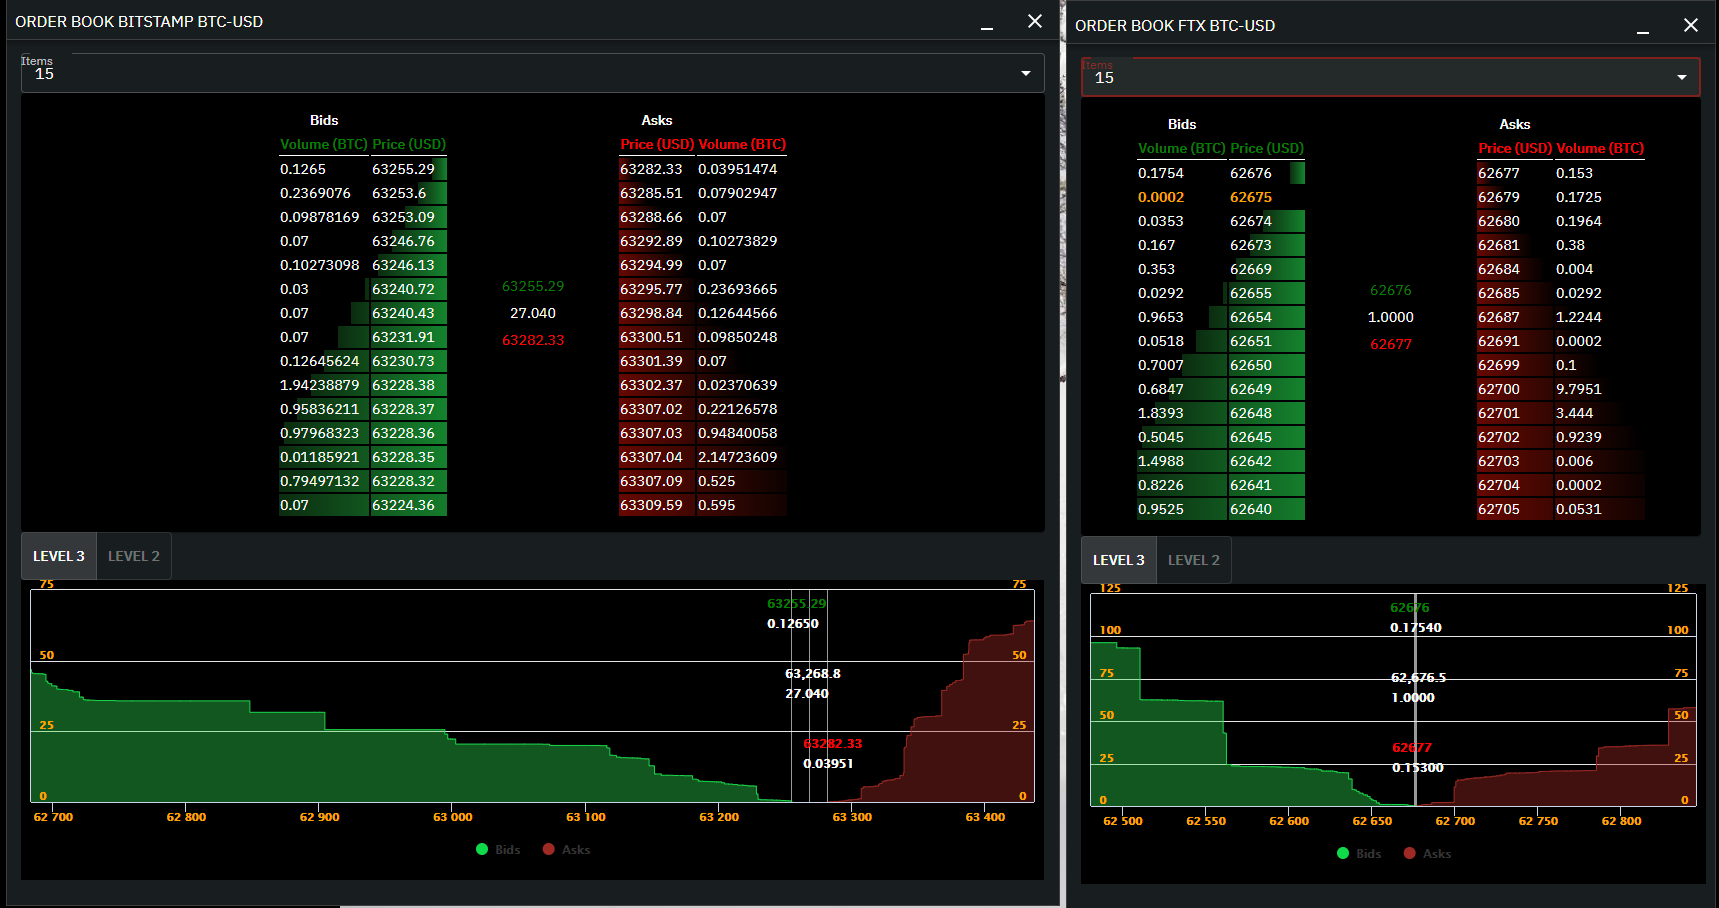 ORDER BOOK BITSTAMP BTC-USD
Items
15
Bids Asks
Volume (BTC) Price (USD) Price (USD) Volume (BTC)
0.1265 63255.29 63282.33 0.03951474
0.2369076 63253.6 63285.51 0.07902947
0.09878169 63253.09 63288.66 0.07
0.07 63246.76 63292.89 0.10273829
0.10273098 63246.13 63294.99 0.07
0.03 63240.72 63295.77 0.23693665
0.07 63240.43 63298.84 0.12644566
0.07 63231.91 63300.51 0.09850248
0.12645624 63230.73 63301.39 0.07
1.94238879 63228.38 63302.37 0.02370639
0.95836211 63228.37 63307.02 0.22126578
0.97968323 63228.36 63307.03 0.94840058
0.01185921 63228.35 63307.04 2.14723609
0.79497132 63228.32 63307.09 0.525
0.07 63224.36 63309.59 0.595
63255.29
27.040
63282.33
LEVEL 3 LEVEL 2
75 75
50 50
25 25
0 0
63255.29
0.12650
63,268.8
27.040
63282.33
0.03951
62 700 62 800 62 900 63 000 63 100 63 200 63 300 63 400
Bids Asks
ORDER BOOK FTX BTC-USD
Items
15
Bids Asks
Volume (BTC) Price (USD) Price (USD) Volume (BTC)
0.1754 62676 62677 0.153
0.0002 62675 62679 0.1725
0.0353 62674 62680 0.1964
0.167 62673 62681 0.38
0.353 62669 62684 0.004
0.0292 62655 62685 0.0292
0.9653 62654 62687 1.2244
0.0518 62651 62691 0.0002
0.7007 62650 62699 0.1
0.6847 62649 62700 9.7951
1.8393 62648 62701 3.444
0.5045 62645 62702 0.9239
1.4988 62642 62703 0.006
0.8226 62641 62704 0.0002
0.9525 62640 62705 0.0531
62676
1.0000
62677
LEVEL 3 LEVEL 2
125 125
100 100
75 75
50 50
25 25
0 0
62676
0.17540
62,676.5
1.0000
62677
0.15300
62 500 62 550 62 600 62 650 62 700 62 750 62 800
Bids Asks